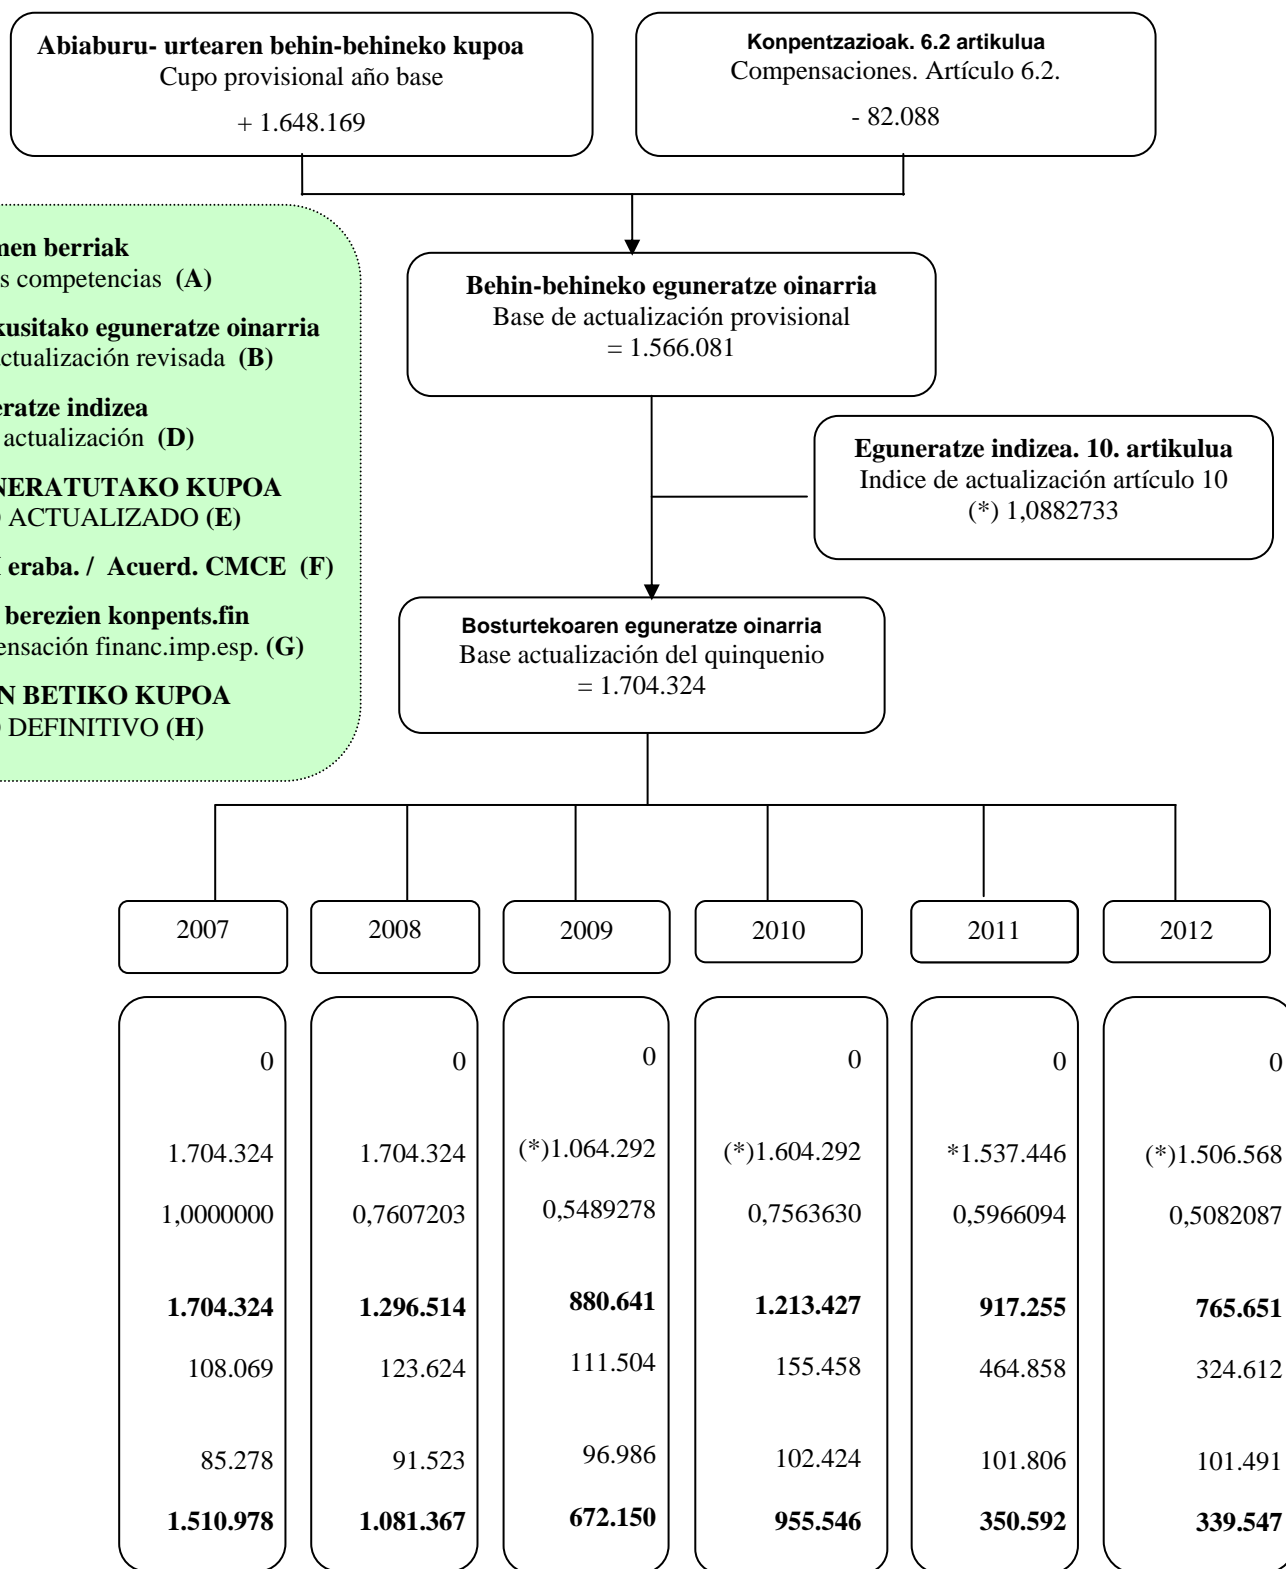 Abiaburu- urtearen behin-behineko kupoa
Cupo provisional año base
+ 1.648.169
Konpentzazioak. 6.2 artikulua
Compensaciones. Artículo 6.2.
- 82.088
berriak
competencias (A)
eguneratze oinarria
revisada (B)
indizea
actualización (D)
KUPOA
ACTUALIZADO (E)
eraba. / Acuerd. CMCE (F)
berezien konpents.fin
financ.imp.esp. (G)
BETIKO KUPOA
DEFINITIVO (H)
Behin-behineko eguneratze oinarria
Base de actualización provisional
= 1.566.081
Eguneratze indizea. 10. artikulua
Indice de actualización artículo 10
(*) 1,0882733
Bosturtekoaren eguneratze oinarria
Base actualización del quinquenio
= 1.704.324
2007 2008 2009 2010 2011 2012
0 0 0 0 0 0
1.704.324 1.704.324 (*)1.064.292 (*)1.604.292 *1.537.446 (*)1.506.568
1,0000000 0,7607203 0,5489278 0,7563630 0,5966094 0,5082087
1.704.324 1.296.514 880.641 1.213.427 917.255 765.651
108.069 123.624 111.504 155.458 464.858 324.612
85.278 91.523 96.986 102.424 101.806 101.491
1.510.978 1.081.367 672.150 955.546 350.592 339.547